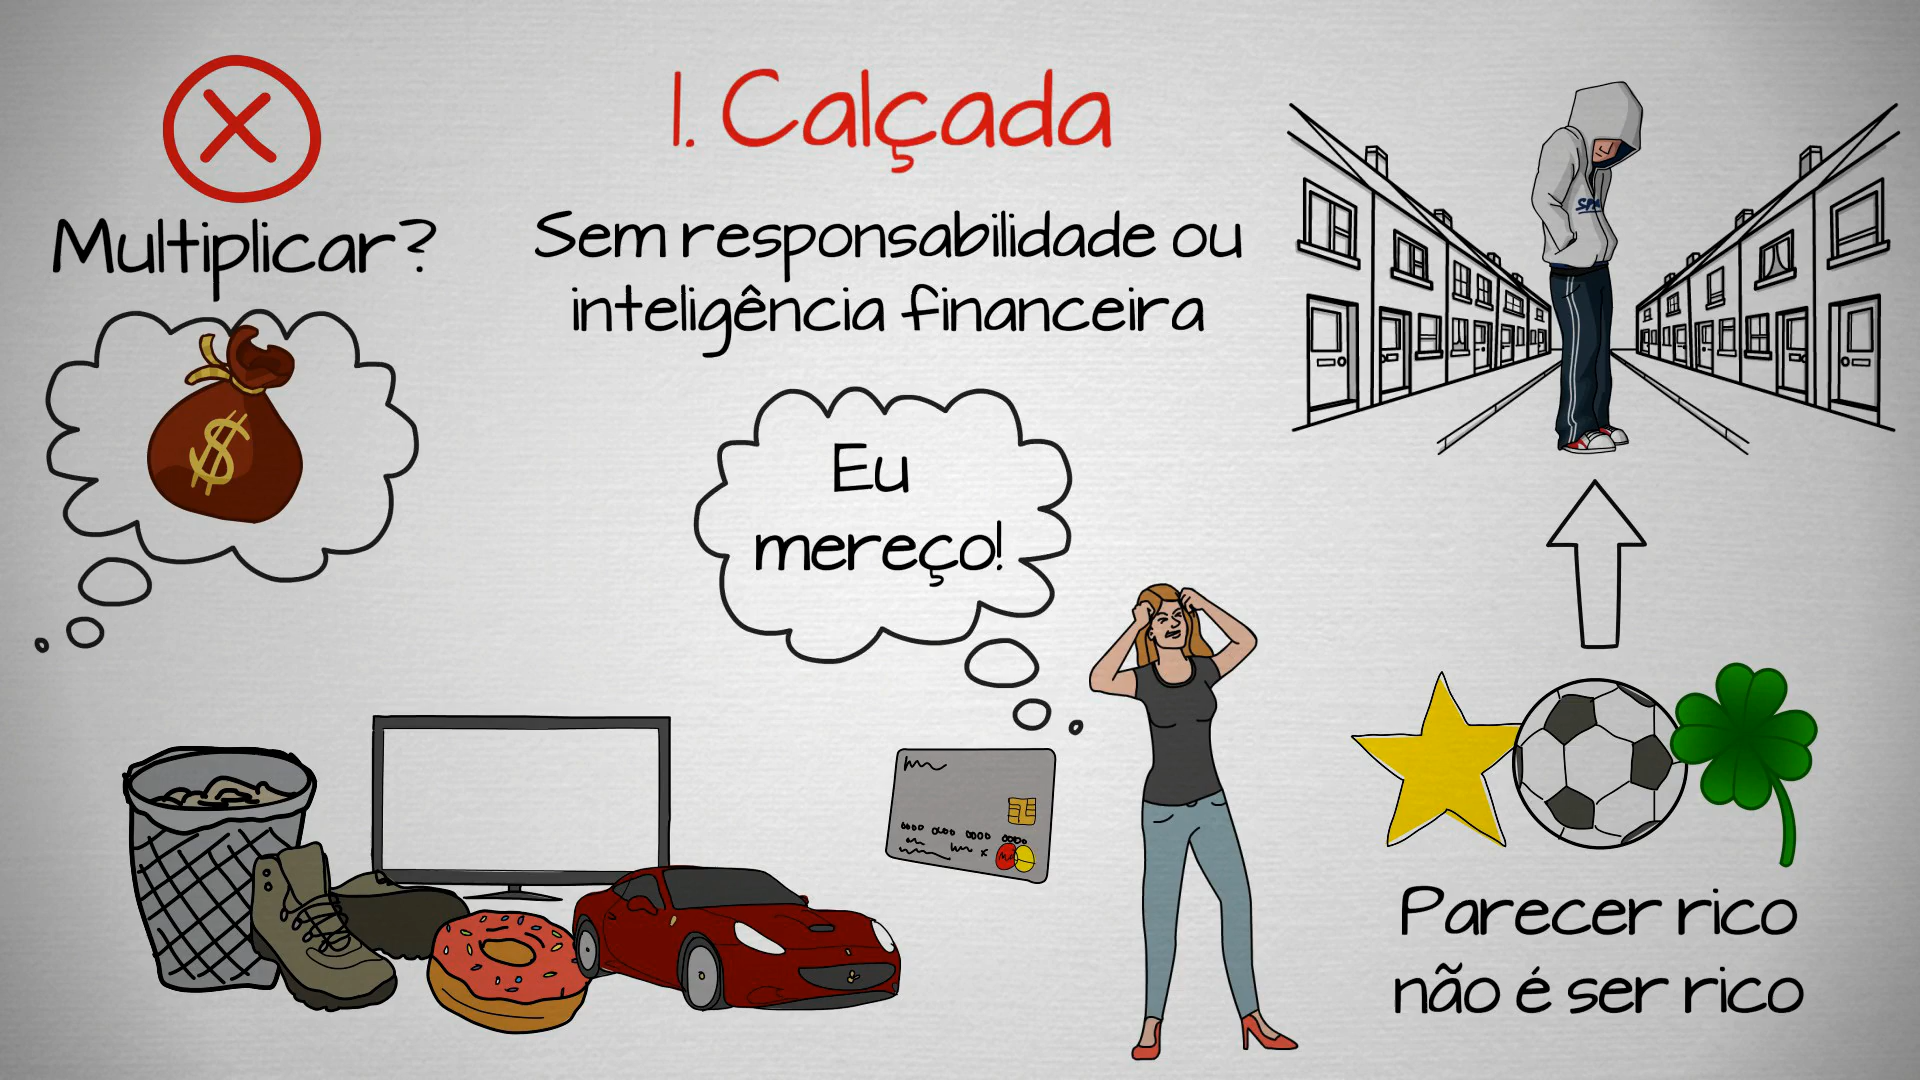 1. Calçada
Multiplicar?
Sem responsabilidade ou
inteligência financeira
$
Eu
mereço!
Parecer rico
não é ser rico